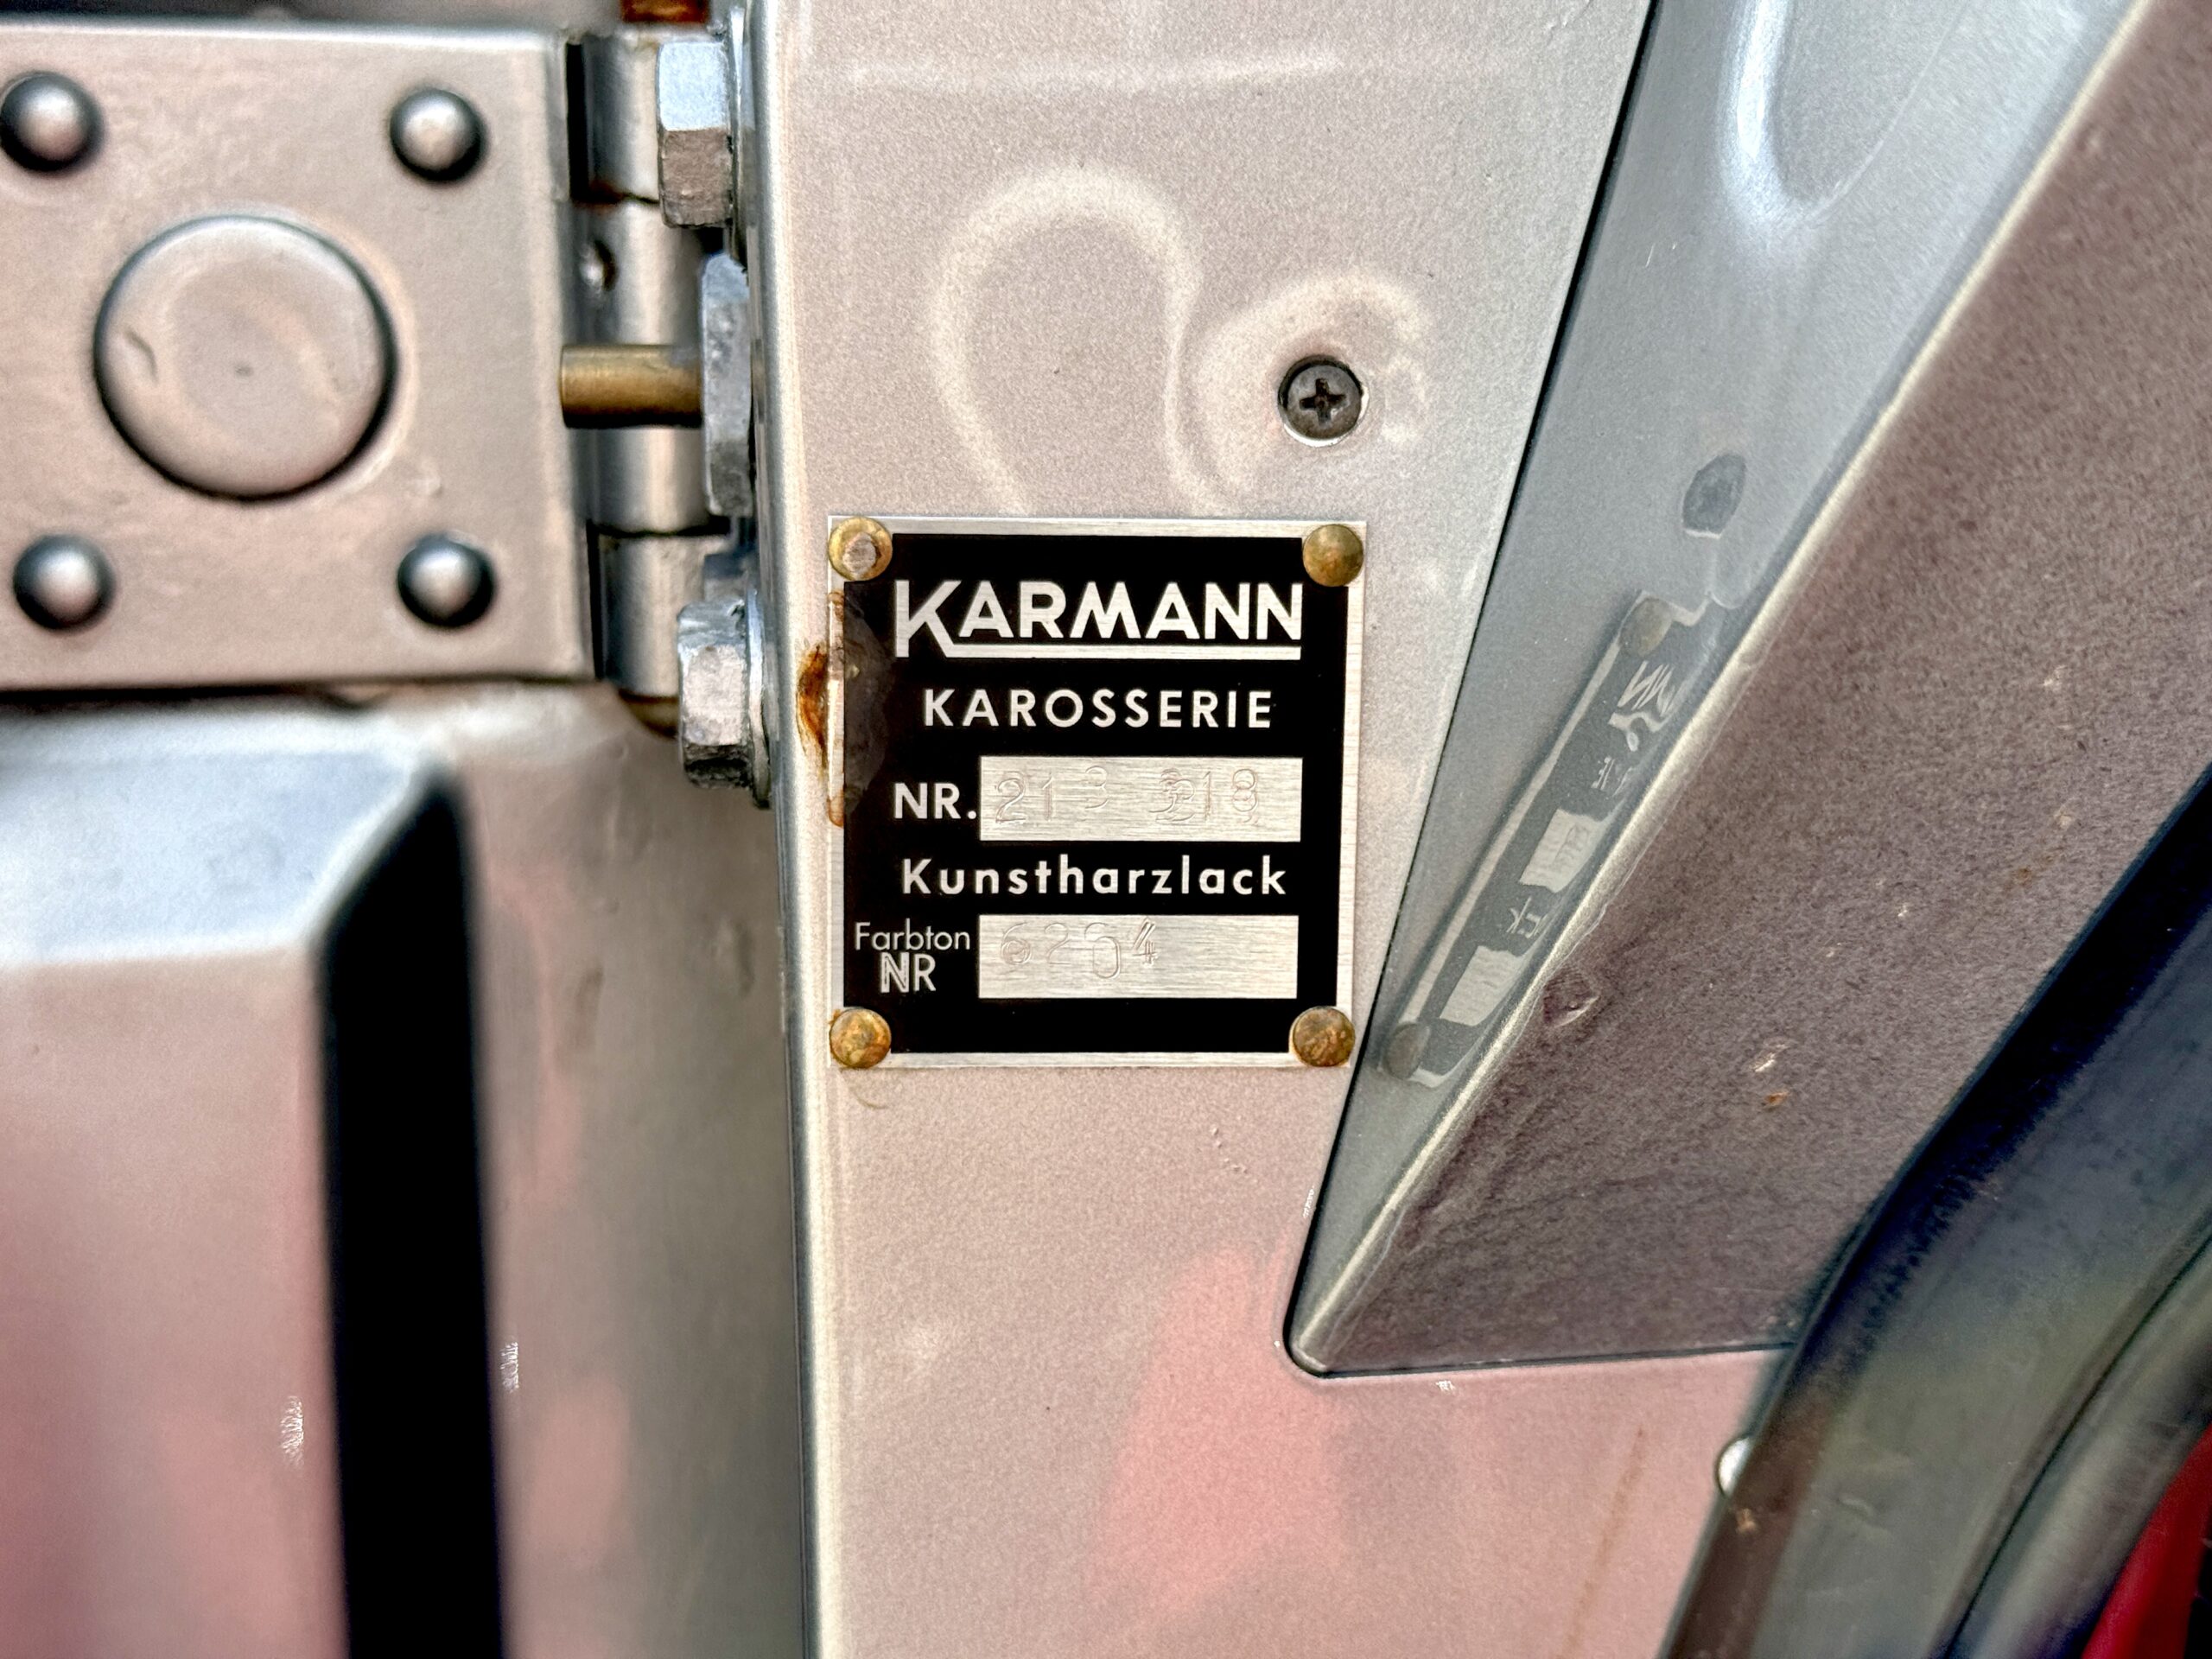 KARMANN
KAROSSERIE
NR. 213 318
Kunstharzlack
Farbton 6204
NR